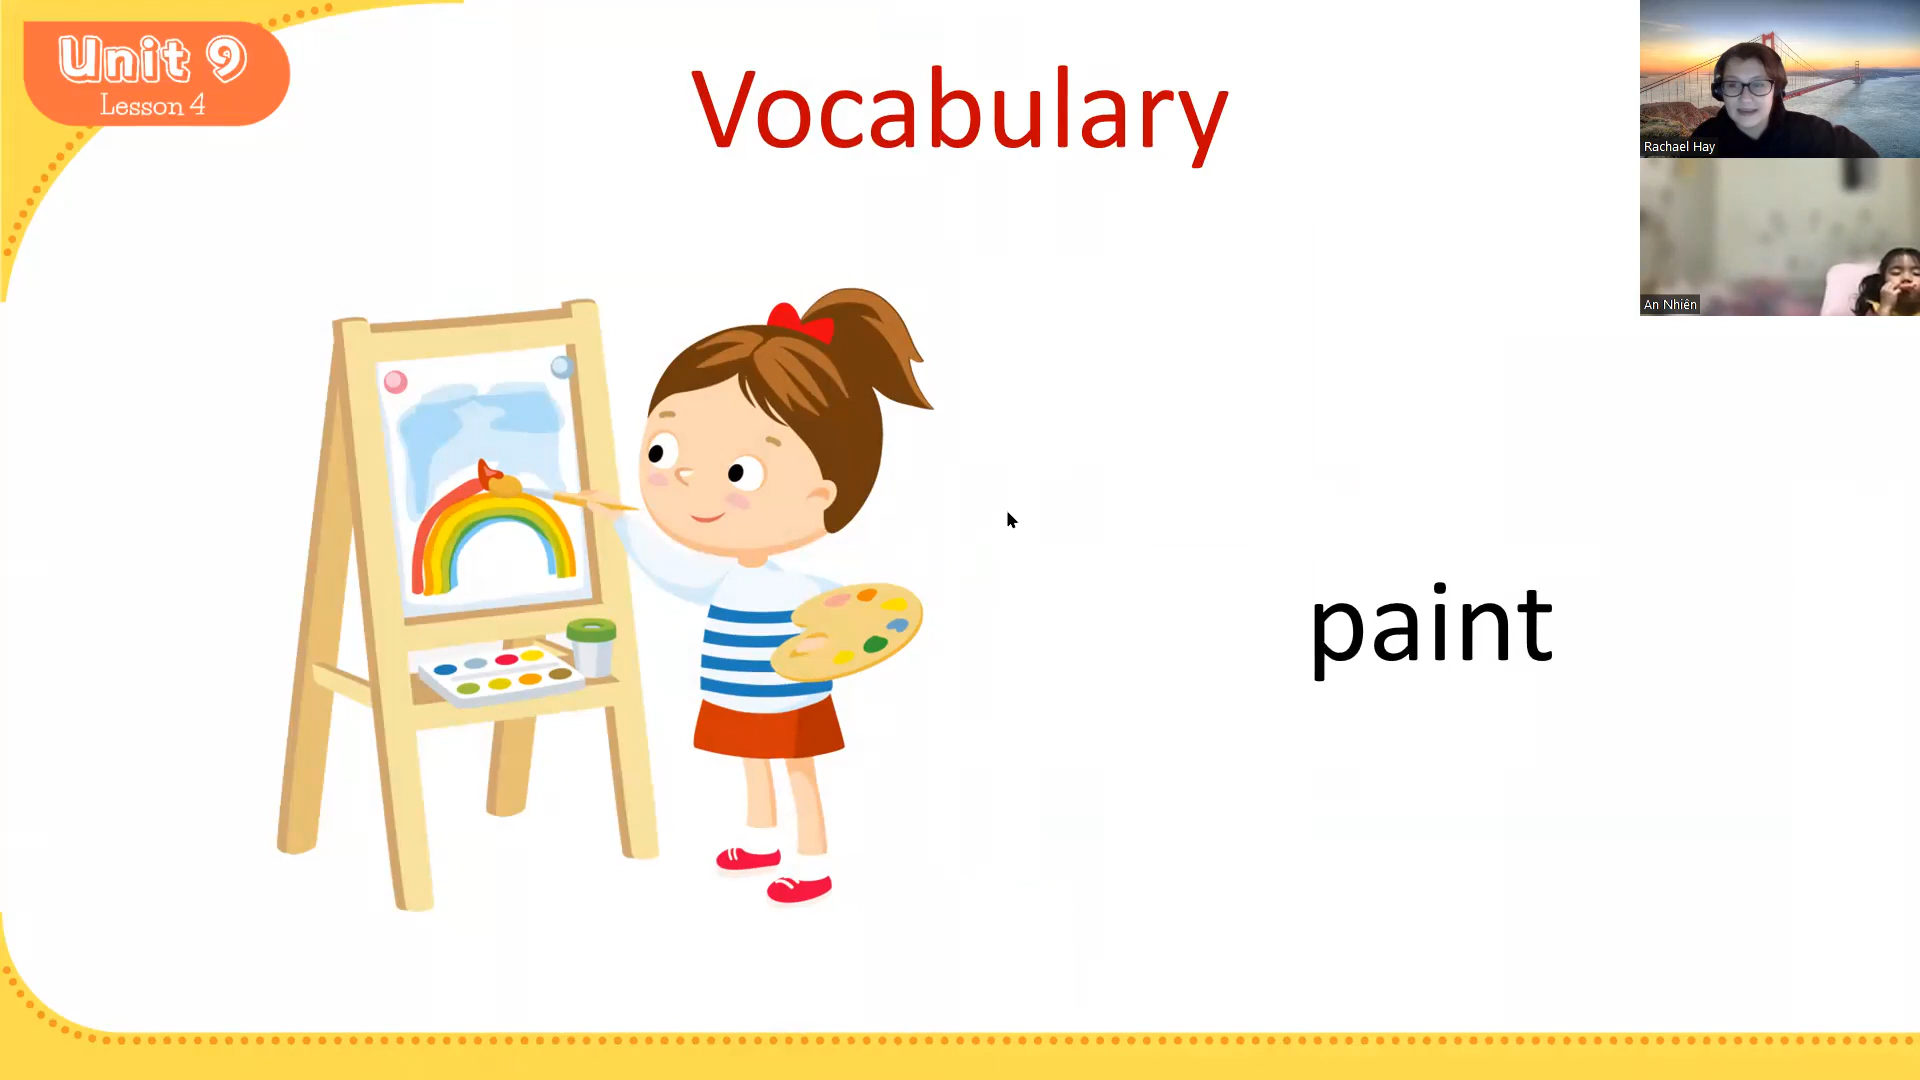 Unit 9
Lesson 4
Vocabulary
paint
Rachael Hay
An Nhiên